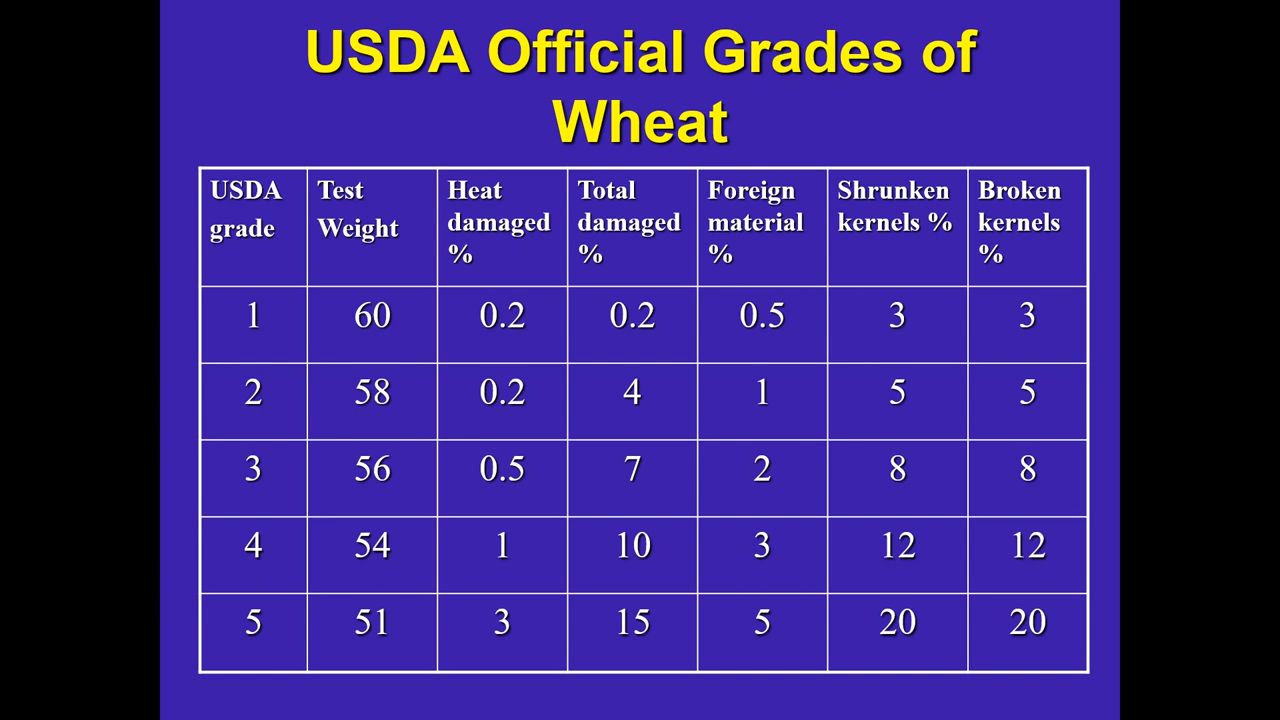 USDA Official Grades of
Wheat
USDA grade Test Weight Heat damaged % Total damaged % Foreign material % Shrunken kernels % Broken kernels %
1 60 0.2 0.2 0.5 3 3
2 58 0.2 4 1 5 5
3 56 0.5 7 2 8 8
4 54 1 10 3 12 12
5 51 3 15 5 20 20